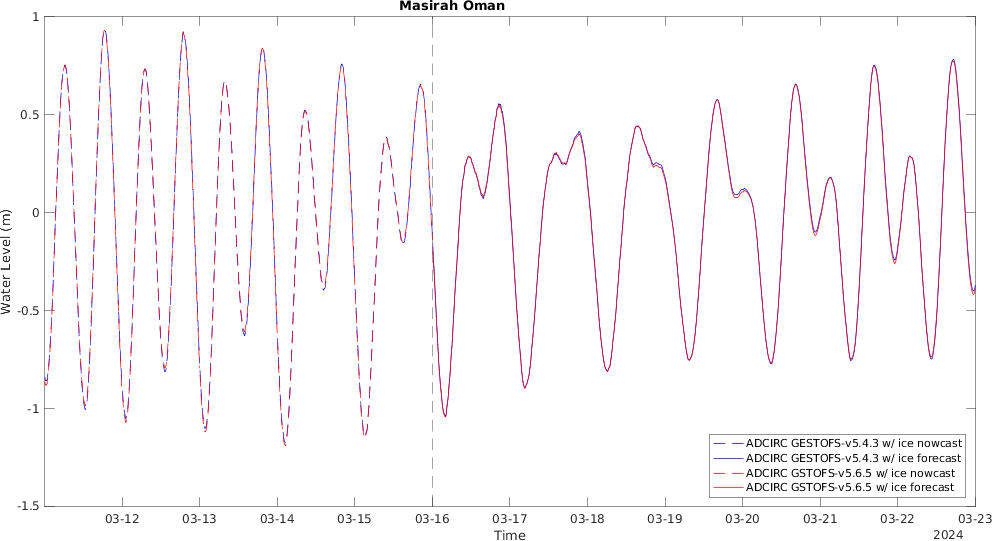 Masirah Oman
1
0.5
0
-0.5
-1
-1.5
Water Level (m)
ADCIRC GESTOFS-v5.4.3 w/ ice nowcast
ADCIRC GESTOFS-v5.4.3 w/ ice forecast
ADCIRC GSTOFS-v5.6.5 w/ ice nowcast
ADCIRC GSTOFS-v5.6.5 w/ ice forecast
03-12 03-13 03-14 03-15 03-16 03-17 03-18 03-19 03-20 03-21 03-22 03-23
Time
2024